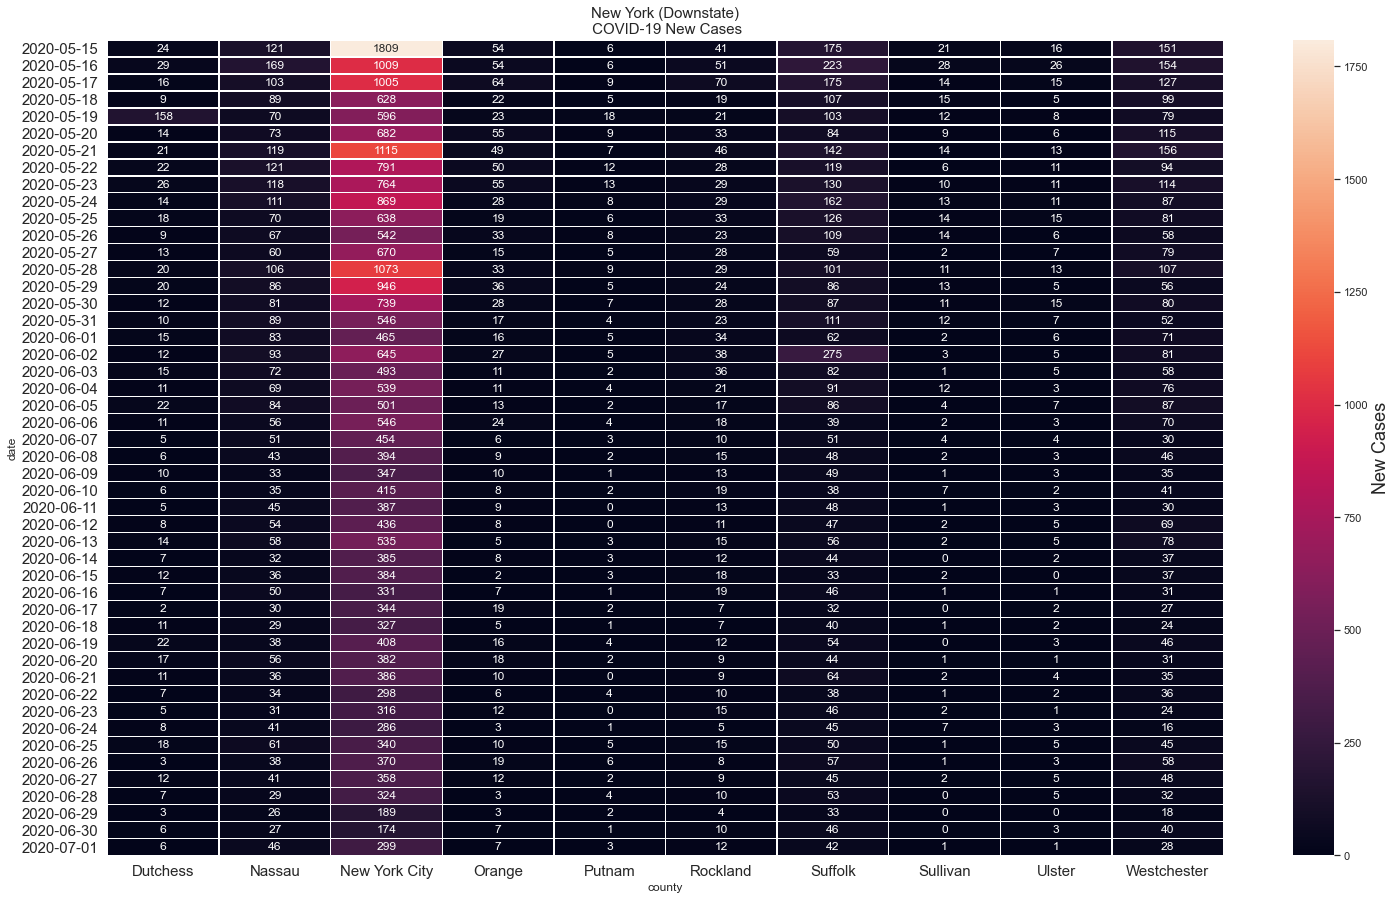 New York (Downstate)
COVID-19 New Cases
2020-05-15 24 121 1809 54 6 41 175 21 16 151
2020-05-16 29 169 1009 54 6 51 223 28 26 154
2020-05-17 16 103 1005 64 9 70 175 14 15 127
2020-05-18 9 89 628 22 5 19 107 15 5 99
2020-05-19 158 70 596 23 18 21 103 12 8 79
2020-05-20 14 73 682 55 9 33 84 9 6 115
2020-05-21 21 119 1115 49 7 46 142 14 13 156
2020-05-22 22 121 791 50 12 28 119 6 11 94
2020-05-23 26 118 764 55 13 29 130 10 11 114
2020-05-24 14 111 869 28 8 29 162 13 11 87
2020-05-25 18 70 638 19 6 33 126 14 15 81
2020-05-26 9 67 542 33 8 23 109 14 6 58
2020-05-27 13 60 670 15 5 28 59 2 7 79
2020-05-28 20 106 1073 33 9 29 101 11 13 107
2020-05-29 20 86 946 36 5 24 86 13 5 56
2020-05-30 12 81 739 28 7 28 87 11 15 80
2020-05-31 10 89 546 17 4 23 111 12 7 52
2020-06-01 15 83 465 16 5 34 62 2 6 71
2020-06-02 12 93 645 27 5 38 275 3 5 81
2020-06-03 15 72 493 11 2 36 82 1 5 58
2020-06-04 11 69 539 11 4 21 91 12 3 76
2020-06-05 22 84 501 13 2 17 86 4 7 87
2020-06-06 11 56 546 24 4 18 39 2 3 70
2020-06-07 5 51 454 6 3 10 51 4 4 30
2020-06-08 6 43 394 9 2 15 48 2 3 46
2020-06-09 10 33 347 10 1 13 49 1 3 35
2020-06-10 6 35 415 8 2 19 38 7 2 41
2020-06-11 5 45 387 9 0 13 48 1 3 30
2020-06-12 8 54 436 8 0 11 47 2 5 69
2020-06-13 14 58 535 5 3 15 56 2 5 78
2020-06-14 7 32 385 8 3 12 44 0 2 37
2020-06-15 12 36 384 2 3 18 33 2 0 37
2020-06-16 7 50 331 7 1 19 46 1 1 31
2020-06-17 2 30 344 19 2 7 32 0 2 27
2020-06-18 11 29 327 5 1 7 40 1 2 24
2020-06-19 22 38 408 16 4 12 54 0 3 46
2020-06-20 17 56 382 18 2 9 44 1 1 31
2020-06-21 11 36 386 10 0 9 64 2 4 35
2020-06-22 7 34 298 6 4 10 38 1 2 36
2020-06-23 5 31 316 12 0 15 46 2 1 24
2020-06-24 8 41 286 3 1 5 45 7 3 16
2020-06-25 18 61 340 10 5 15 50 1 5 45
2020-06-26 3 38 370 19 6 8 57 1 3 58
2020-06-27 12 41 358 12 2 9 45 2 5 48
2020-06-28 7 29 324 3 4 10 53 0 5 32
2020-06-29 3 26 189 3 2 4 33 0 0 18
2020-06-30 6 27 174 7 1 10 46 0 3 40
2020-07-01 6 46 299 7 3 12 42 1 1 28
Dutchess Nassau New York City Orange Putnam Rockland Suffolk Sullivan Ulster Westchester
county
date
1750
1500
1250
1000
750
500
250
0
New Cases